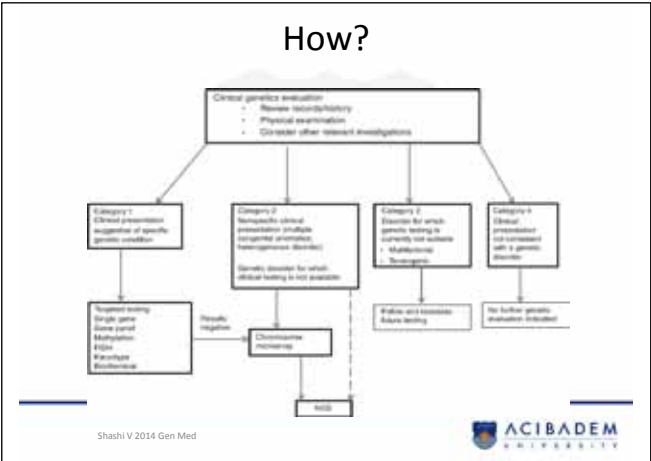 How?
Clinical genetics evaluation
• Review records/history
• Physical examination
• Consider other relevant investigations
Category 1
Clinical presentation
suggestive of specific
genetic condition
Category 2
Nonspecific clinical
presentation (multiple
congenital anomalies,
heterogeneous disorder)
Genetic disorder for which
clinical testing is not available
Category 3
Disorder for which
genetic testing is
currently not
• Multifactorial
• Teratogenic
Category 4
Clinical
presentation
not consistent
with a genetic
disorder
Targeted testing
Single gene
Gene panel
Methylation
FISH
Karyotype
Biochemical
Results
negative
Chromosome
microarray
Follow and reassess
future testing
No further genetic
evaluation indicated
NGS
Shashi V 2014 Gen Med
ACIBADEM
UNIVERSITY